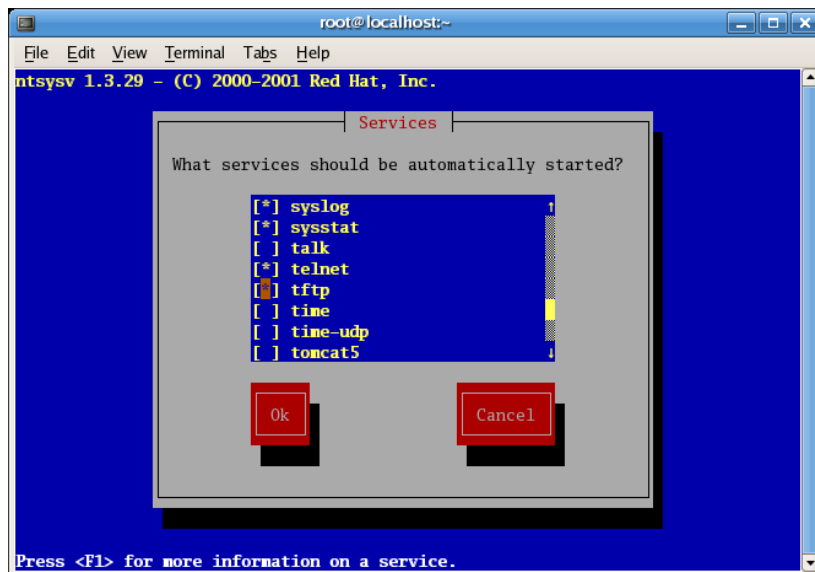 root@localhost:~
File Edit View Terminal Tabs Help
ntsysv 1.3.29 - (C) 2000-2001 Red Hat, Inc.
Services
What services should be automatically started?
[*] syslog
[*] sysstat
[ ] talk
[*] telnet
[*] tftp
[ ] time
[ ] time-udp
[ ] tomcat5
Ok Cancel
Press <F1> for more information on a service.